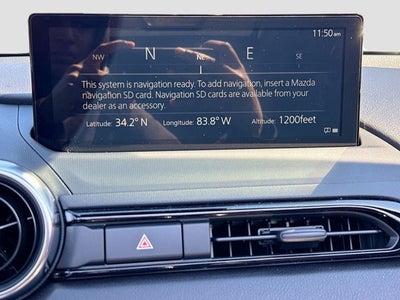 11:50am
NW N NE E SE
This system is navigation ready. To add navigation, insert a Mazda
navigation SD card. Navigation SD cards are available from your
dealer as an accessory.
Latitude: 34.2° N Longitude: 83.8° W Altitude: 1200feet